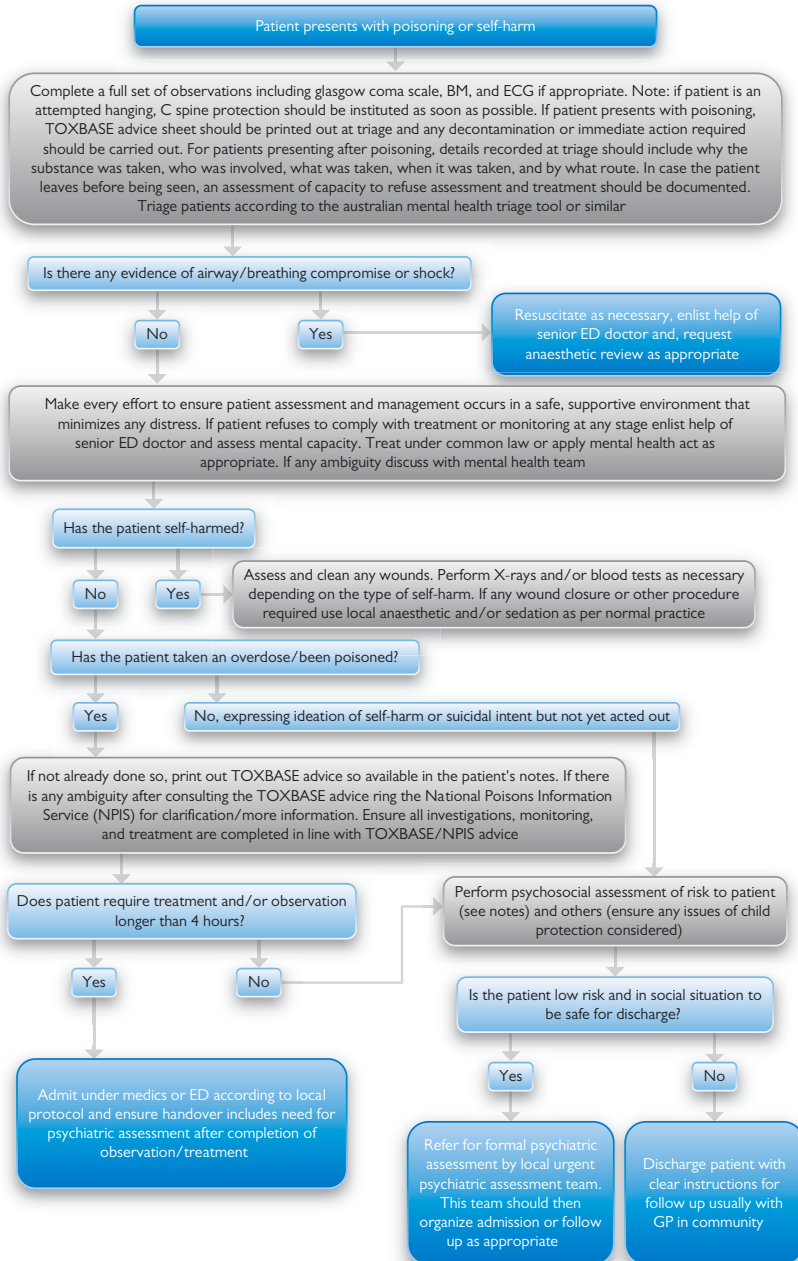 Patient presents with poisoning or self-harm
Complete a full set of observations including glasgow coma scale, BM, and ECG if appropriate. Note: if patient is an
attempted hanging, C spine protection should be instituted as soon as possible. If patient presents with poisoning,
TOXBASE advice sheet should be printed out at triage and any decontamination or immediate action required
should be carried out. For patients presenting after poisoning, details recorded at triage should include why the
substance was taken, who was involved, what was taken, when it was taken, and by what route. In case the patient
leaves before being seen, an assessment of capacity to refuse assessment and treatment should be documented.
Triage patients according to the australian mental health triage tool or similar
Is there any evidence of airway/breathing compromise or shock?
No
Yes
Resuscitate as necessary, enlist help of
senior ED doctor and, request
anaesthetic review as appropriate
Make every effort to ensure patient assessment and management occurs in a safe, supportive environment that
minimizes any distress. If patient refuses to comply with treatment or monitoring at any stage enlist help of
senior ED doctor and assess mental capacity. Treat under common law or apply mental health act as
appropriate. If any ambiguity discuss with mental health team
Has the patient self-harmed?
No
Yes
Assess and clean any wounds. Perform X-rays and/or blood tests as necessary
depending on the type of self-harm. If any wound closure or other procedure
required use local anaesthetic and/or sedation as per normal practice
Has the patient taken an overdose/been poisoned?
Yes
No, expressing ideation of self-harm or suicidal intent but not yet acted out
If not already done so, print out TOXBASE advice so available in the patient's notes. If there
is any ambiguity after consulting the TOXBASE advice ring the National Poisons Information
Service (NPIS) for clarification/more information. Ensure all investigations, monitoring,
and treatment are completed in line with TOXBASE/NPIS advice
Does patient require treatment and/or observation
longer than 4 hours?
Yes
No
Perform psychosocial assessment of risk to patient
(see notes) and others (ensure any issues of child
protection considered)
Is the patient low risk and in social situation to
be safe for discharge?
Yes
No
Admit under medics or ED according to local
protocol and ensure handover includes need for
psychiatric assessment after completion of
observation/treatment
Refer for formal psychiatric
assessment by local urgent
psychiatric assessment team.
This team should then
organize admission or follow
up as appropriate
Discharge patient with
clear instructions for
follow up usually with
GP in community